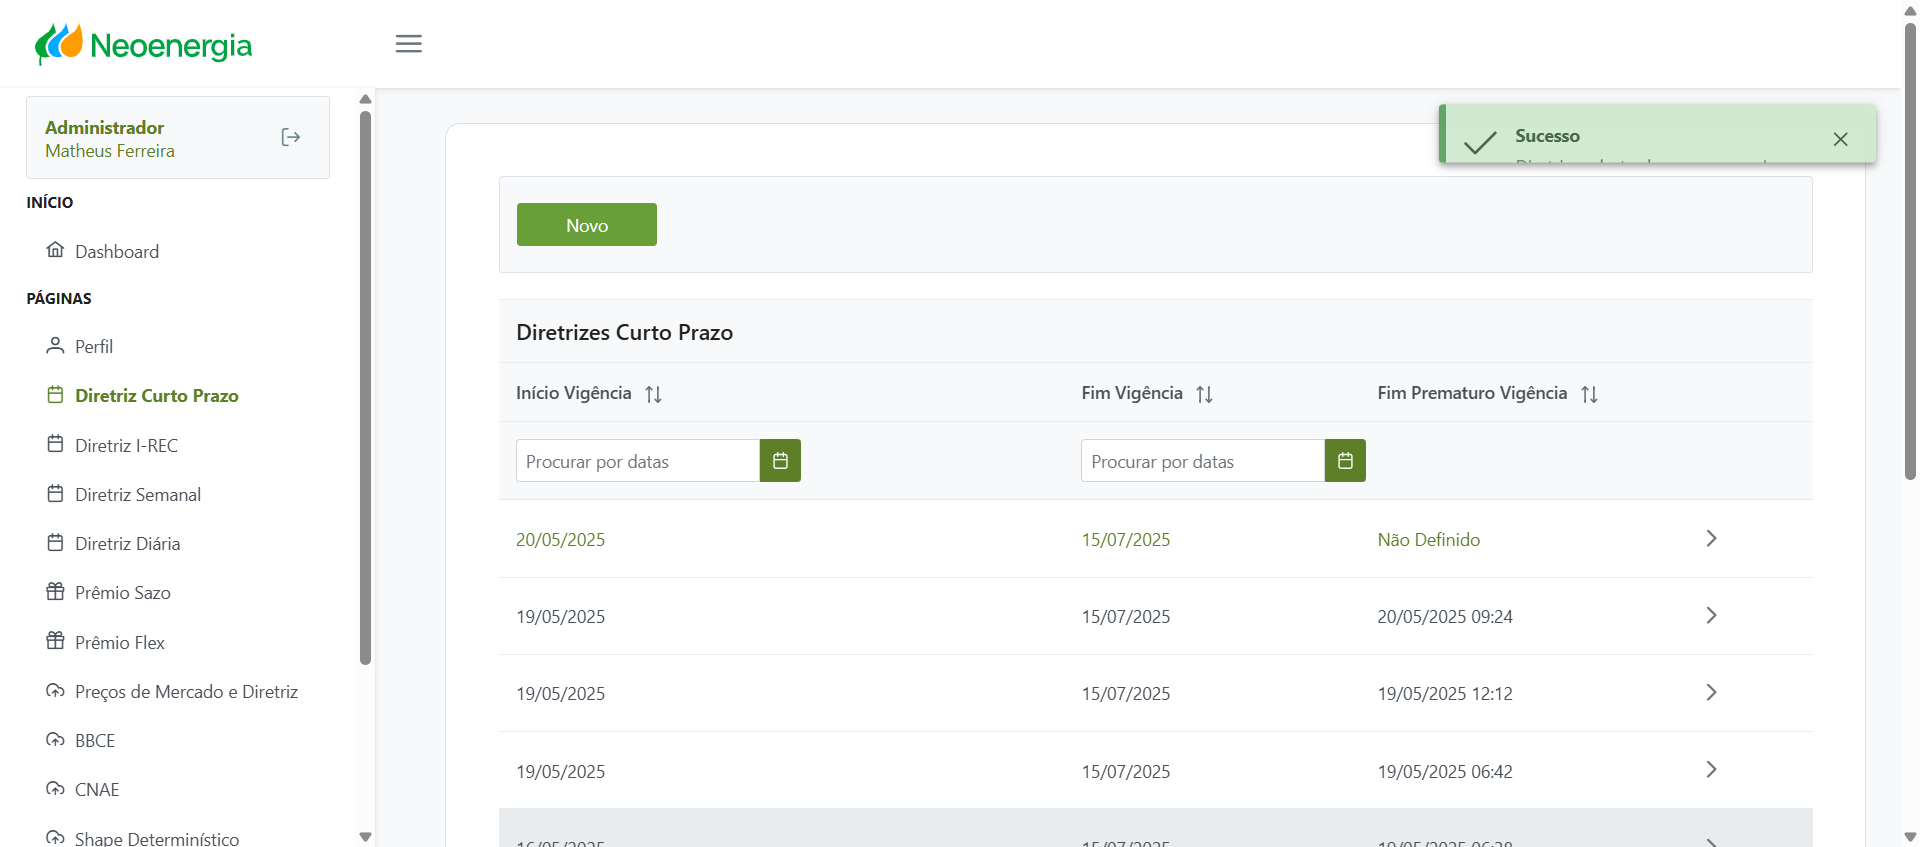 Neoenergia
Administrador
Matheus Ferreira
INÍCIO
Dashboard
PÁGINAS
Perfil
Diretriz Curto Prazo
Diretriz I-REC
Diretriz Semanal
Diretriz Diária
Prêmio Sazo
Prêmio Flex
Preços de Mercado e Diretriz
BBCE
CNAE
Shape Determinístico
Sucesso
Novo
Diretrizes Curto Prazo
Início Vigência Fim Vigência Fim Prematuro Vigência
Procurar por datas Procurar por datas
20/05/2025 15/07/2025 Não Definido
19/05/2025 15/07/2025 20/05/2025 09:24
19/05/2025 15/07/2025 19/05/2025 12:12
19/05/2025 15/07/2025 19/05/2025 06:42